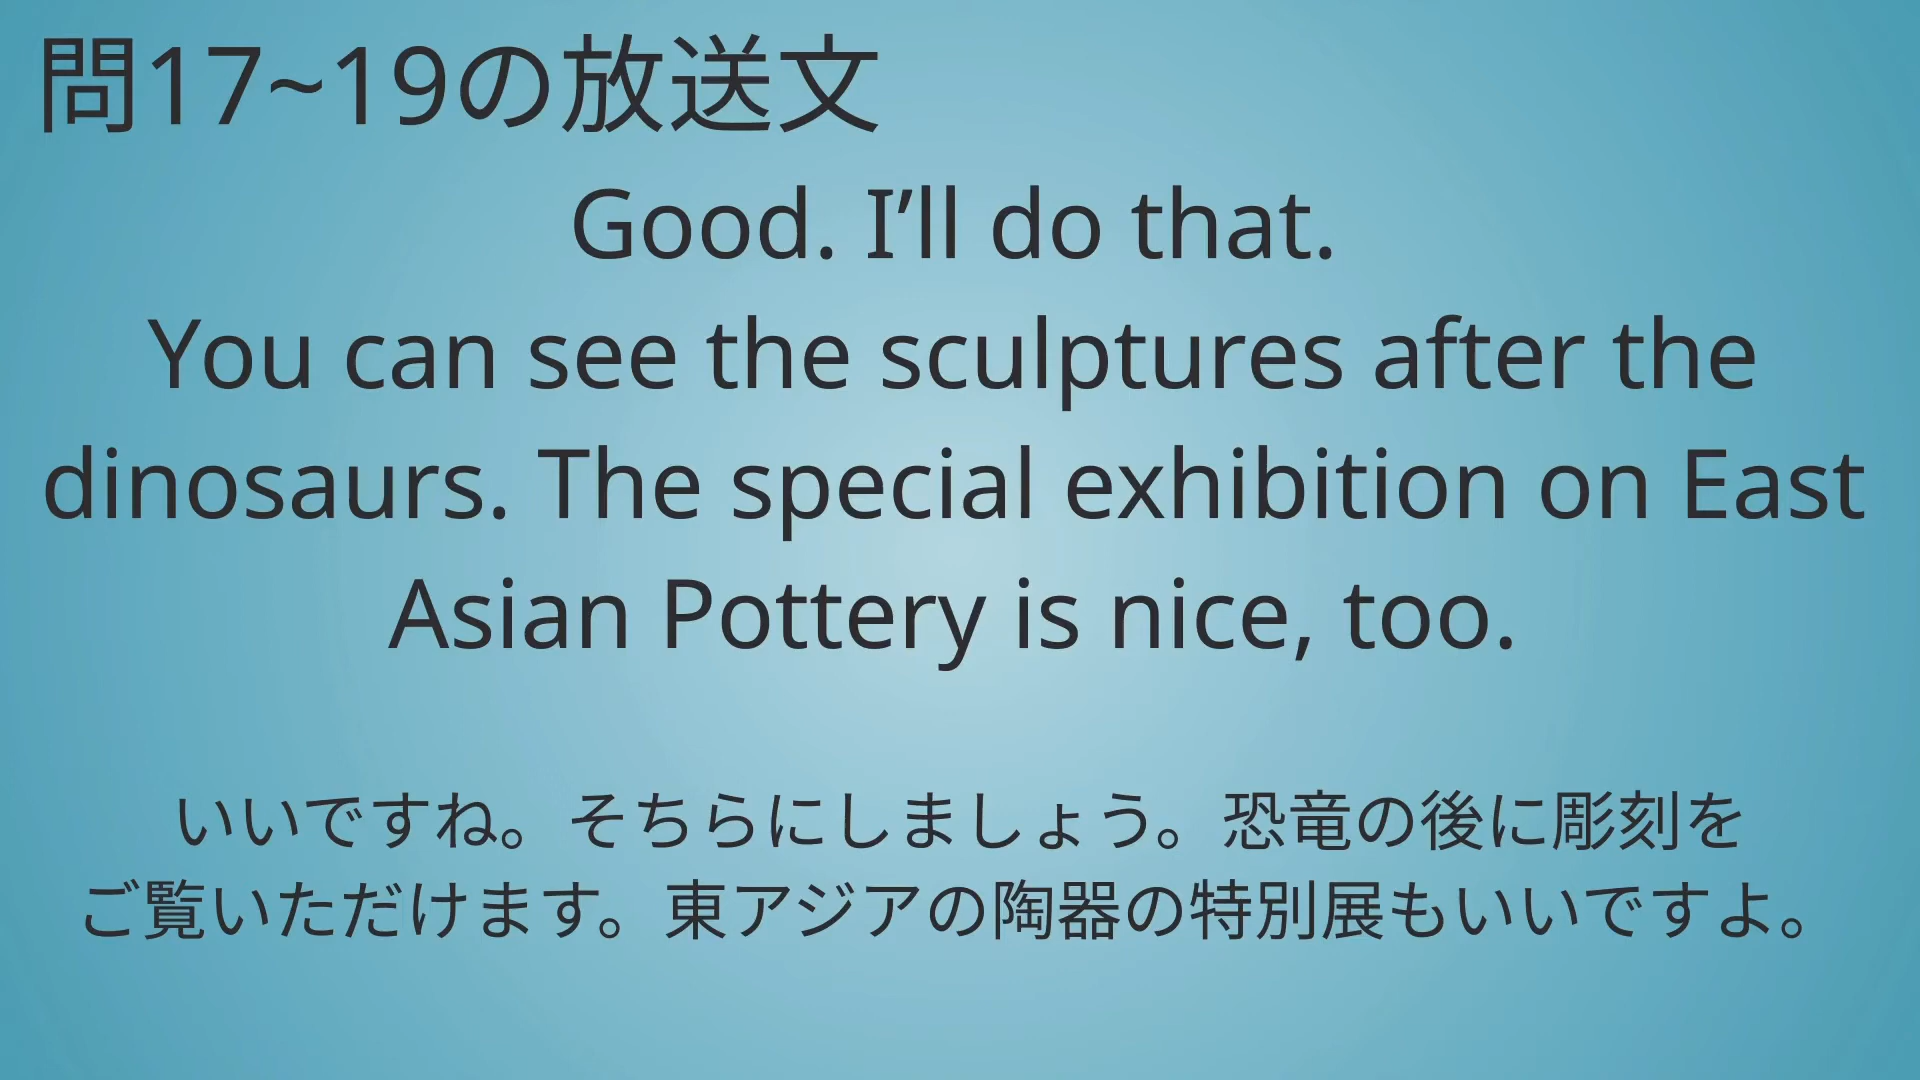 問17~19の放送文
Good. I’ll do that.
You can see the sculptures after the
dinosaurs. The special exhibition on East
Asian Pottery is nice, too.
いいですね。そちらにしましょう。恐竜の後に彫刻を
ご覧いただけます。東アジアの陶器の特別展もいいですよ。